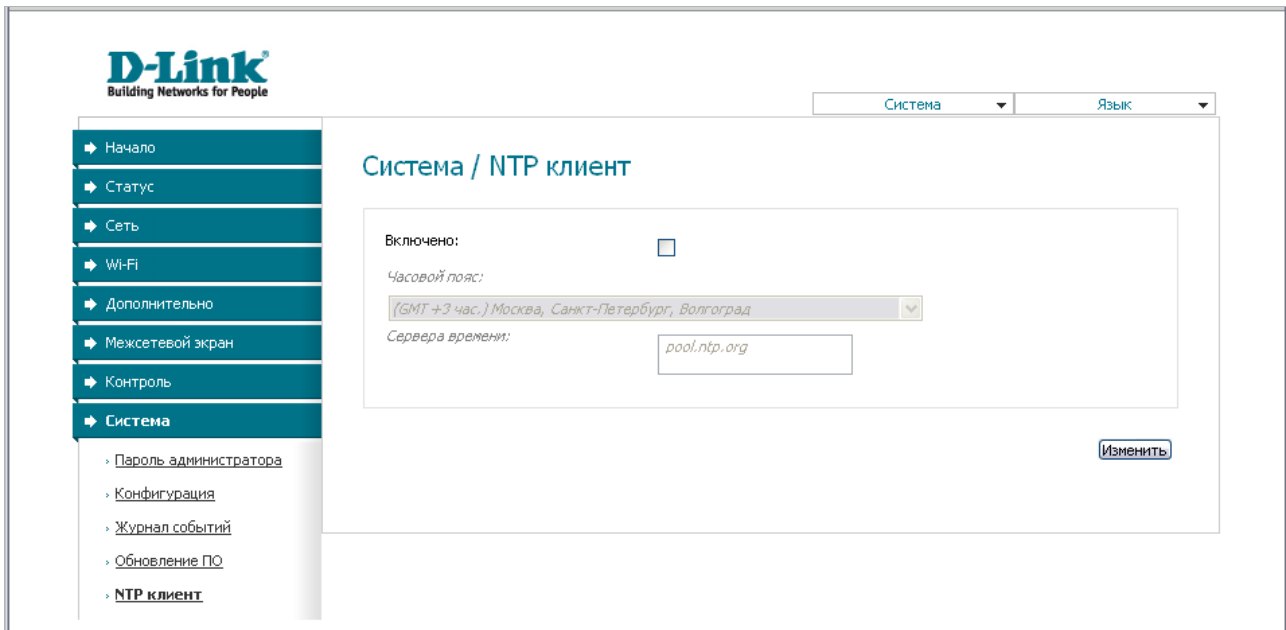 D-Link
Building Networks for People
Система
Язык
Начало
Статус
Сеть
Wi-Fi
Дополнительно
Межсетевой экран
Контроль
Система
Пароль администратора
Конфигурация
Журнал событий
Обновление ПО
NTP клиент
Система / NTP клиент
Включено:
Часовой пояс:
(GMT +3 час.) Москва, Санкт-Петербург, Волгоград
Сервера времени:
pool.ntp.org
Изменить